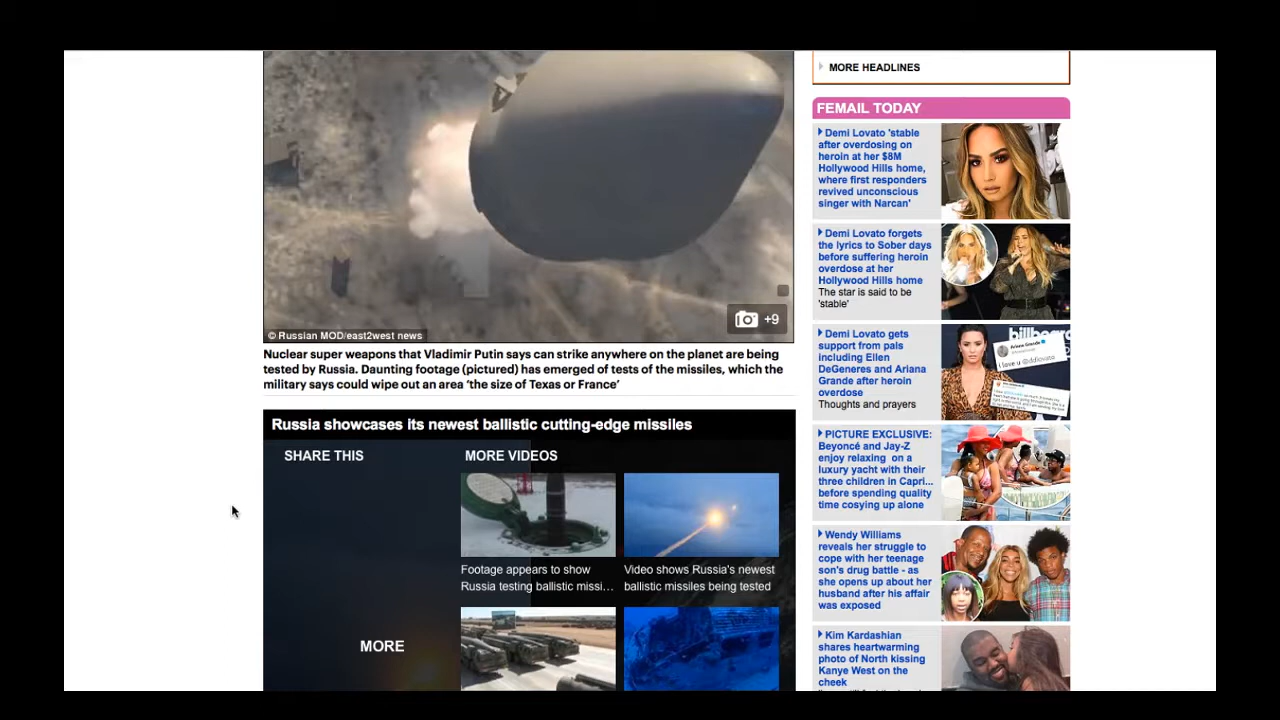 © Russian MOD/east2west news
+9
Nuclear super weapons that Vladimir Putin says can strike anywhere on the planet are being
tested by Russia. Daunting footage (pictured) has emerged of tests of the missiles, which the
military says could wipe out an area ‘the size of Texas or France’
Russia showcases its newest ballistic cutting-edge missiles
SHARE THIS
MORE VIDEOS
Footage appears to show
Russia testing ballistic missi...
Video shows Russia's newest
ballistic missiles being tested
MORE
MORE HEADLINES
FEMAIL TODAY
Demi Lovato 'stable
after overdosing on
heroin at her $8M
Hollywood Hills home,
where first responders
revived unconscious
singer with Narcan'
Demi Lovato forgets
the lyrics to Sober days
before suffering heroin
overdose at her
Hollywood Hills home
The star is said to be
'stable'
Demi Lovato gets
support from pals
including Ellen
DeGeneres and Ariana
Grande after heroin
overdose
Thoughts and prayers
billboard
Ariana Grande
i love u @ddlovato
PICTURE EXCLUSIVE:
Beyoncé and Jay-Z
enjoy relaxing on a
luxury yacht with their
three children in Capri...
before spending quality
time cosying up alone
Wendy Williams
reveals her struggle to
cope with her teenage
son's drug battle - as
she opens up about her
husband after his affair
was exposed
Kim Kardashian
shares heartwarming
photo of North kissing
Kanye West on the
cheek